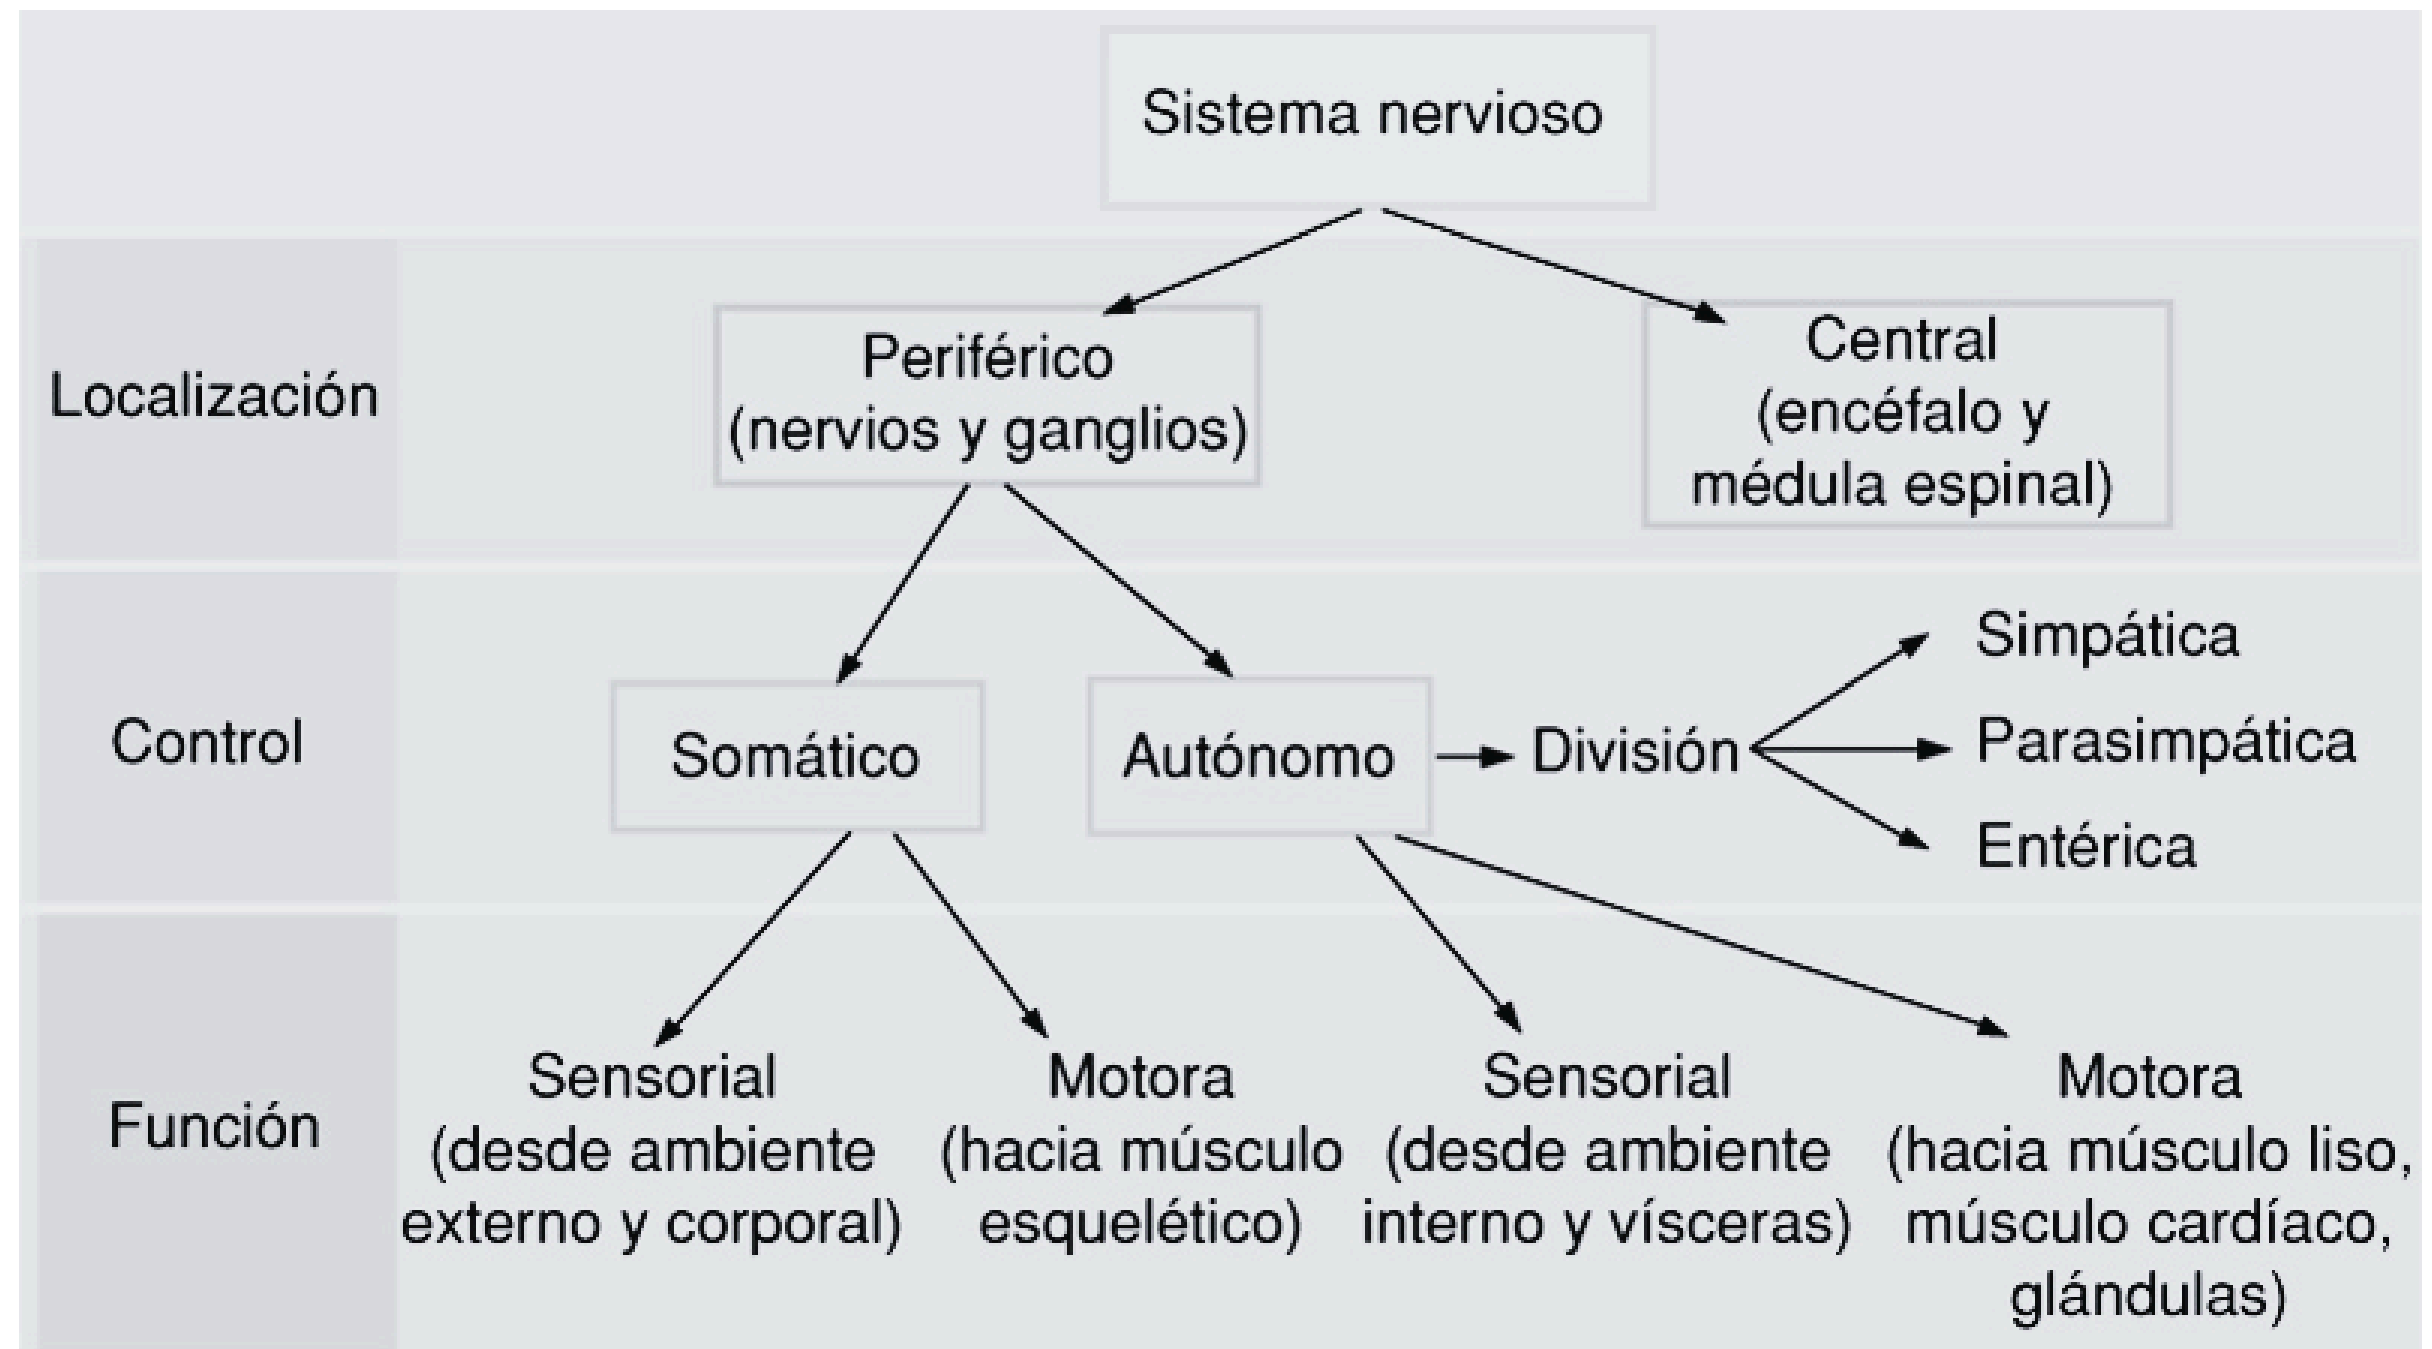 Sistema nervioso
Localización
Periférico
(nervios y ganglios)
Central
(encéfalo y
médula espinal)
Control
Somático
Autónomo
División
Simpática
Parasimpática
Entérica
Función
Sensorial
(desde ambiente
externo y corporal)
Motora
(hacia músculo
esquelético)
Sensorial
(desde ambiente
interno y vísceras)
Motora
(hacia músculo liso,
músculo cardíaco,
glándulas)